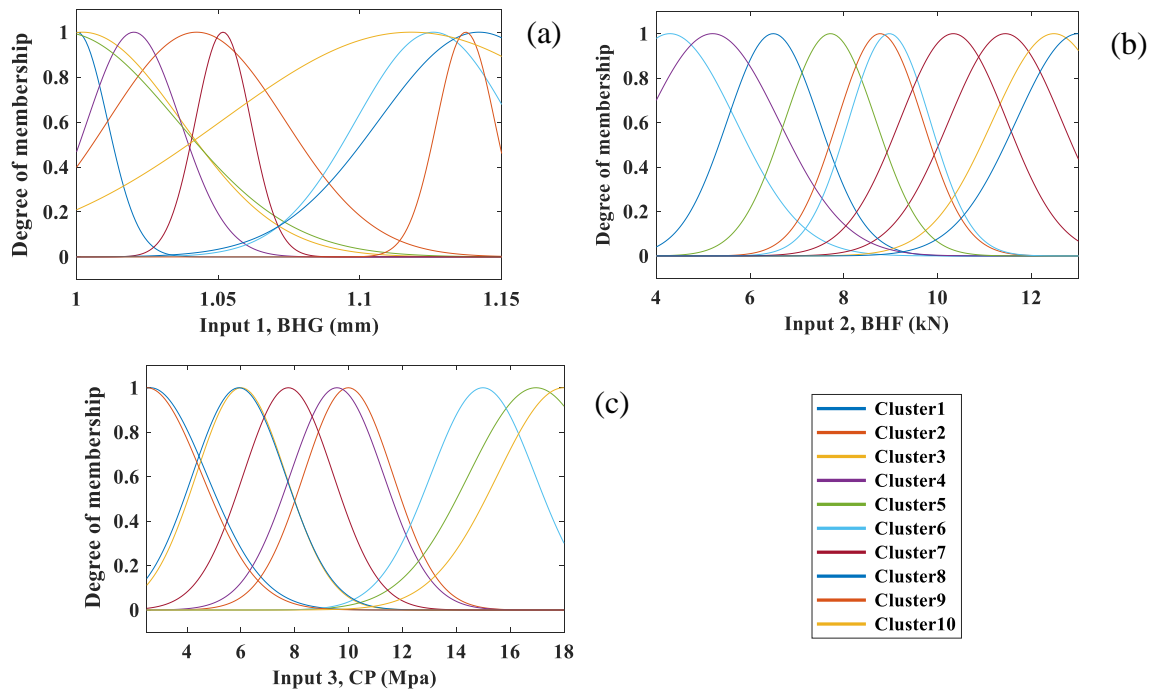 (a)
Degree of membership
1
0.8
0.6
0.4
0.2
0
1 1.05 1.1 1.15
Input 1, BHG (mm)
(b)
Degree of membership
1
0.8
0.6
0.4
0.2
0
4 6 8 10 12
Input 2, BHF (kN)
(c)
Degree of membership
1
0.8
0.6
0.4
0.2
0
4 6 8 10 12 14 16 18
Input 3, CP (Mpa)
Cluster1
Cluster2
Cluster3
Cluster4
Cluster5
Cluster6
Cluster7
Cluster8
Cluster9
Cluster10